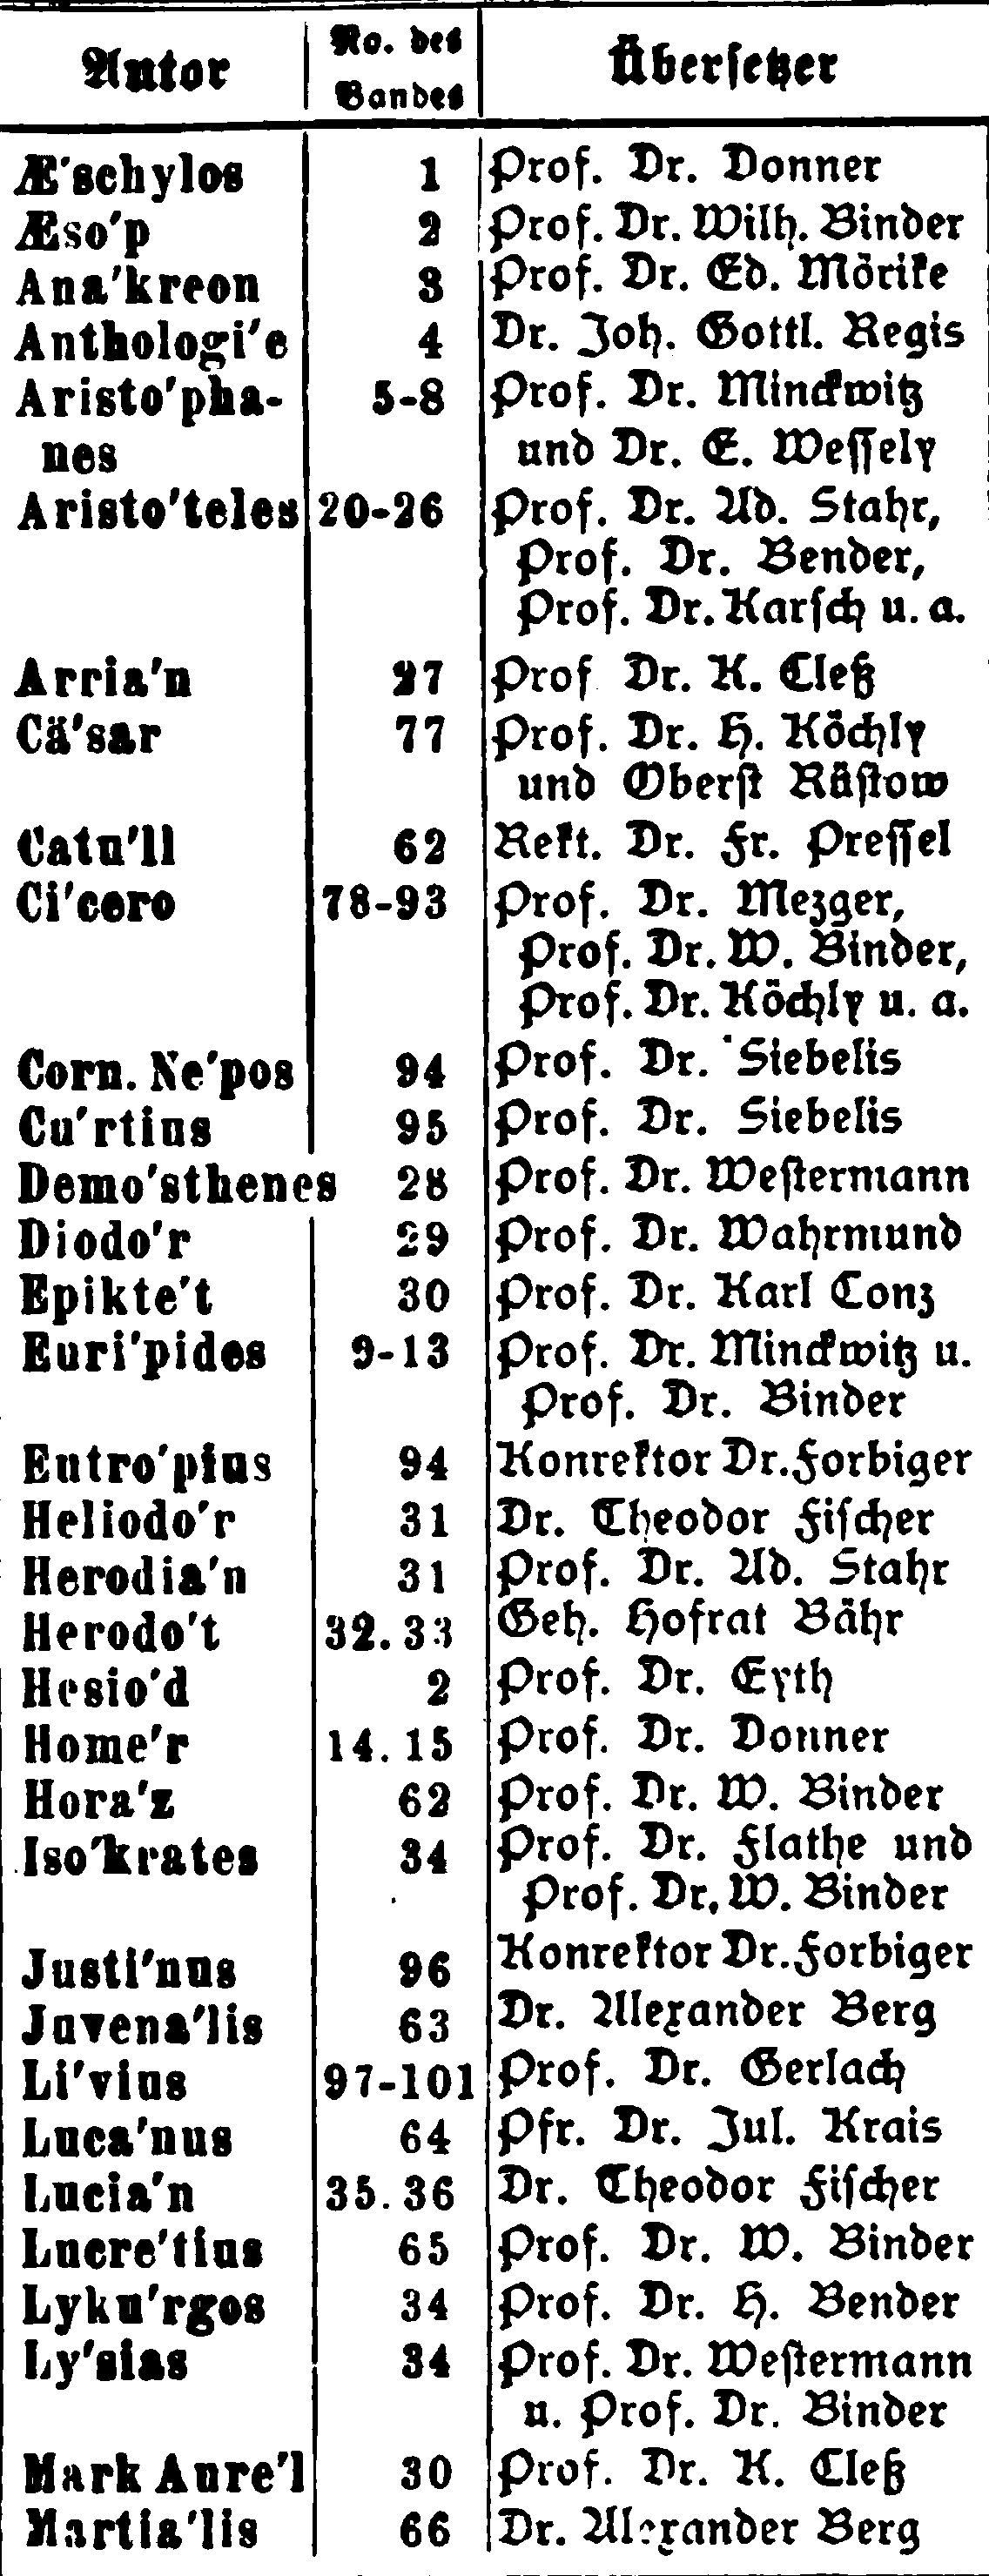 Autor No. des Bandes Übersetzer
Æ'schylos 1 Prof. Dr. Donner
Æso'p 2 Prof. Dr. Wilh. Binder
Ana'kreon 3 Prof. Dr. Ed. Mörike
Anthologi'e 4 Dr. Joh. Gottl. Regis
Aristo'pha- 5-8 Prof. Dr. Minckwitz
nes und Dr. E. Wessely
Aristo'teles 20-26 Prof. Dr. Ad. Stahr,
Prof. Dr. Bender,
Prof. Dr. Karsch u. a.
Arria'n 27 Prof Dr. K. Cleß
Cä'sar 77 Prof. Dr. H. Köchly
und Oberst Rüstow
Catu'll 62 Rekt. Dr. Fr. Pressel
Ci'cero 78-93 Prof. Dr. Mezger,
Prof. Dr. W. Binder,
Prof. Dr. Köchly u. a.
Corn. Ne'pos 94 Prof. Dr. Siebelis
Cu'rtius 95 Prof. Dr. Siebelis
Demo'sthenes 28 Prof. Dr. Westermann
Diodo'r 29 Prof. Dr. Wahrmund
Epikte't 30 Prof. Dr. Karl Conz
Euri'pides 9-13 Prof. Dr. Minckwitz u.
Prof. Dr. Binder
Eutro'pius 94 Konrektor Dr. Forbiger
Heliodo'r 31 Dr. Theodor Fischer
Herodia'n 31 Prof. Dr. Ad. Stahr
Herodo't 32. 33 Geh. Hofrat Bähr
Hesio'd 2 Prof. Dr. Eyth
Home'r 14. 15 Prof. Dr. Donner
Hora'z 62 Prof. Dr. W. Binder
Iso'krates 34 Prof. Dr. Flathe und
Prof. Dr. W. Binder
Justi'nus 96 Konrektor Dr. Forbiger
Juvena'lis 63 Dr. Alexander Berg
Li'vius 97-101 Prof. Dr. Gerlach
Luca'nus 64 Pfr. Dr. Jul. Krais
Lucia'n 35. 36 Dr. Theodor Fischer
Lucre'tius 65 Prof. Dr. W. Binder
Lyku'rgos 34 Prof. Dr. H. Bender
Ly'sias 34 Prof. Dr. Westermann
u. Prof. Dr. Binder
Mark Aure'l 30 Prof. Dr. K. Cleß
Martia'lis 66 Dr. Alexander Berg